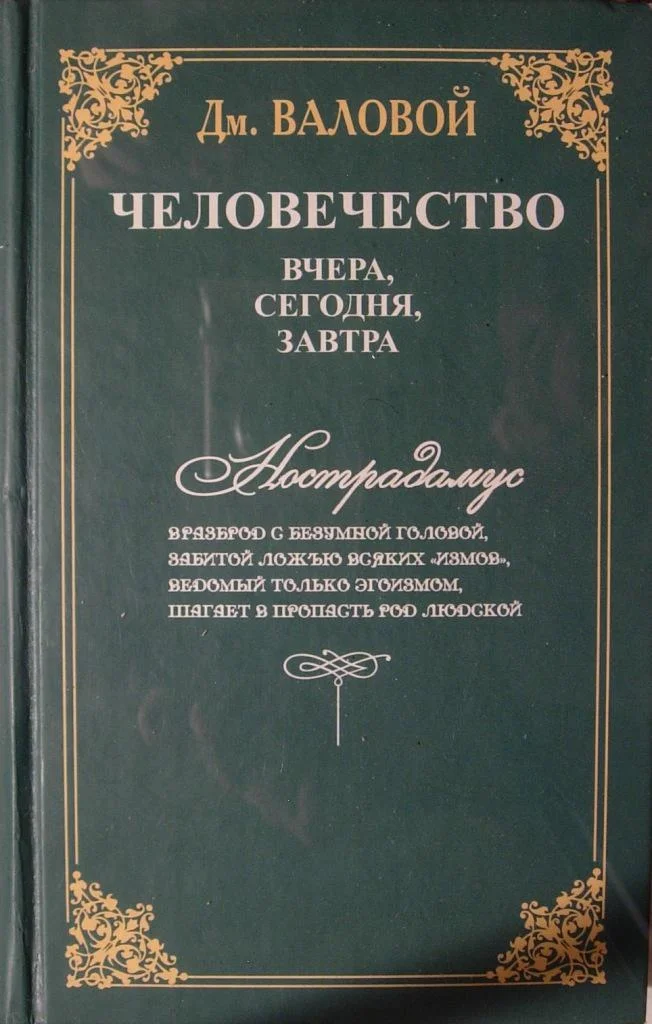 Дм. ВАЛОВОЙ
ЧЕЛОВЕЧЕСТВО
ВЧЕРА,
СЕГОДНЯ,
ЗАВТРА
Нострадамус
ВРАЗБРОД С БЕЗУМНОЙ ГОЛОВОЙ,
ЗАБИТОЙ ЛОЖЪЮ ВСЯКИХ «ИЗМОВ»,
ВЕДОМЫЙ ТОЛЬКО ЭГОИЗМОМ,
ШАГАЕТ В ПРОПАСТЬ РОД ЛЮДСКОЙ